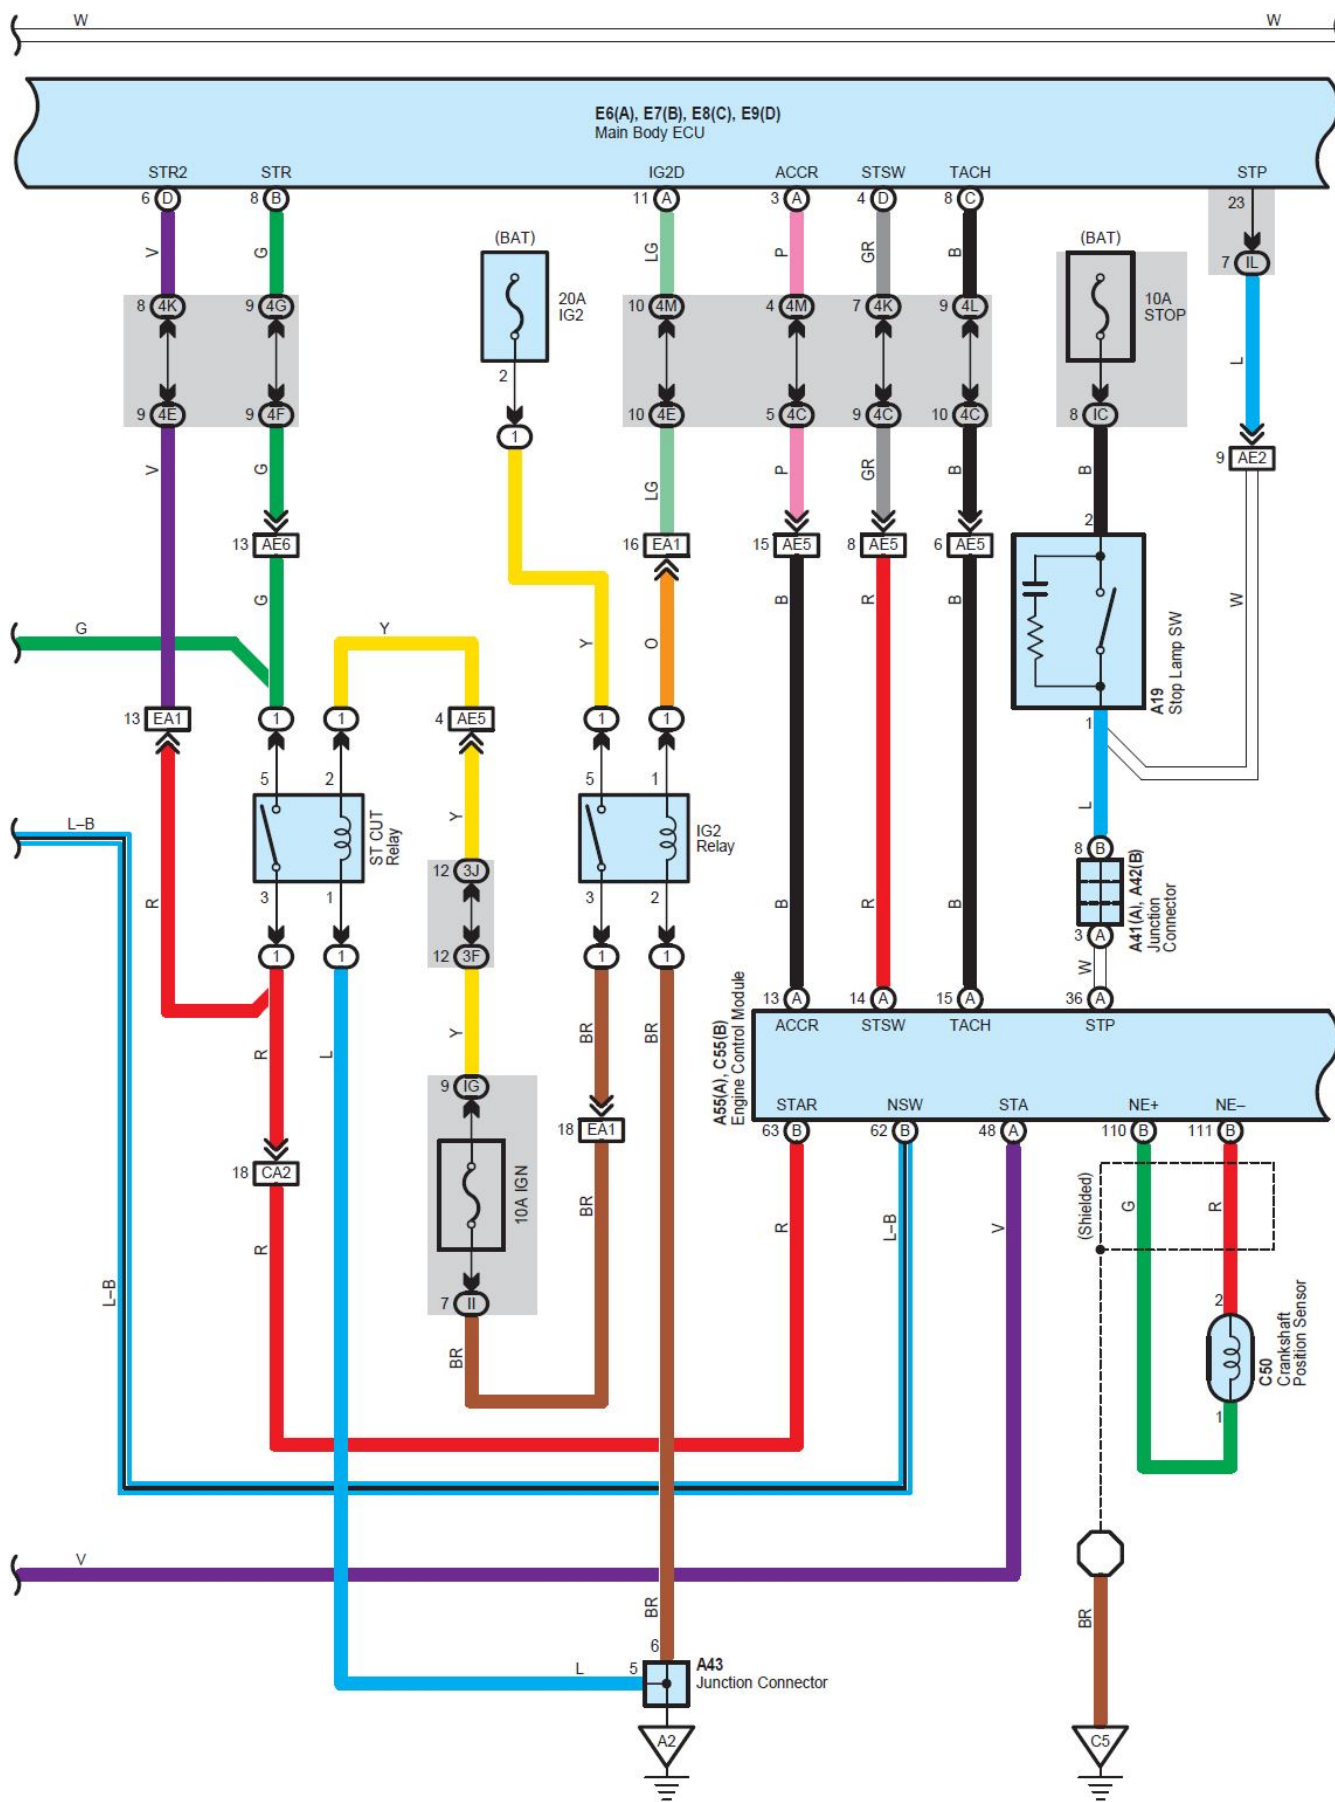 W W
E6(A), E7(B), E8(C), E9(D)
Main Body ECU
STR2 STR IG2D ACCR STSW TACH STP
6 D 8 B 11 A 3 A 4 D 8 C 23
V G (BAT) LG P GR B (BAT) 7 IL
8 4K 9 4G 20A 10 4M 4 4M 7 4K 9 4L 10A
IG2 STOP
2 L
9 4E 9 4F 10 4E 5 4C 9 4C 10 4C 8 IC
1
V G LG P GR B B 9 AE2
2
13 AE6 16 EA1 15 AE5 8 AE5 6 AE5
G B R B W
G Y Y O
A19
Stop Lamp SW
13 EA1 1 1 4 AE5 1 1 1
5 2 5 1
L–B Y L
ST CUT
Relay
IG2
Relay
8 B
12 3J
3 1 3 2
R B R B
A41(A), A42(B)
Junction
Connector
3 A
1 1 12 3F 1 1 W
13 A 14 A 15 A 36 A
ACCR STSW TACH STP
R L Y BR BR
A55(A), C55(B)
Engine Control Module
9 IG
STAR NSW STA NE+ NE–
18 EA1 63 B 62 B 48 A 110 B 111 B
18 CA2
10A IGN
R BR R L–B V (Shielded) G R
L–B
7 II 2
C50
Crankshaft
Position Sensor
BR
1
V
BR BR
6
L 5 A43
Junction Connector
A2 C5